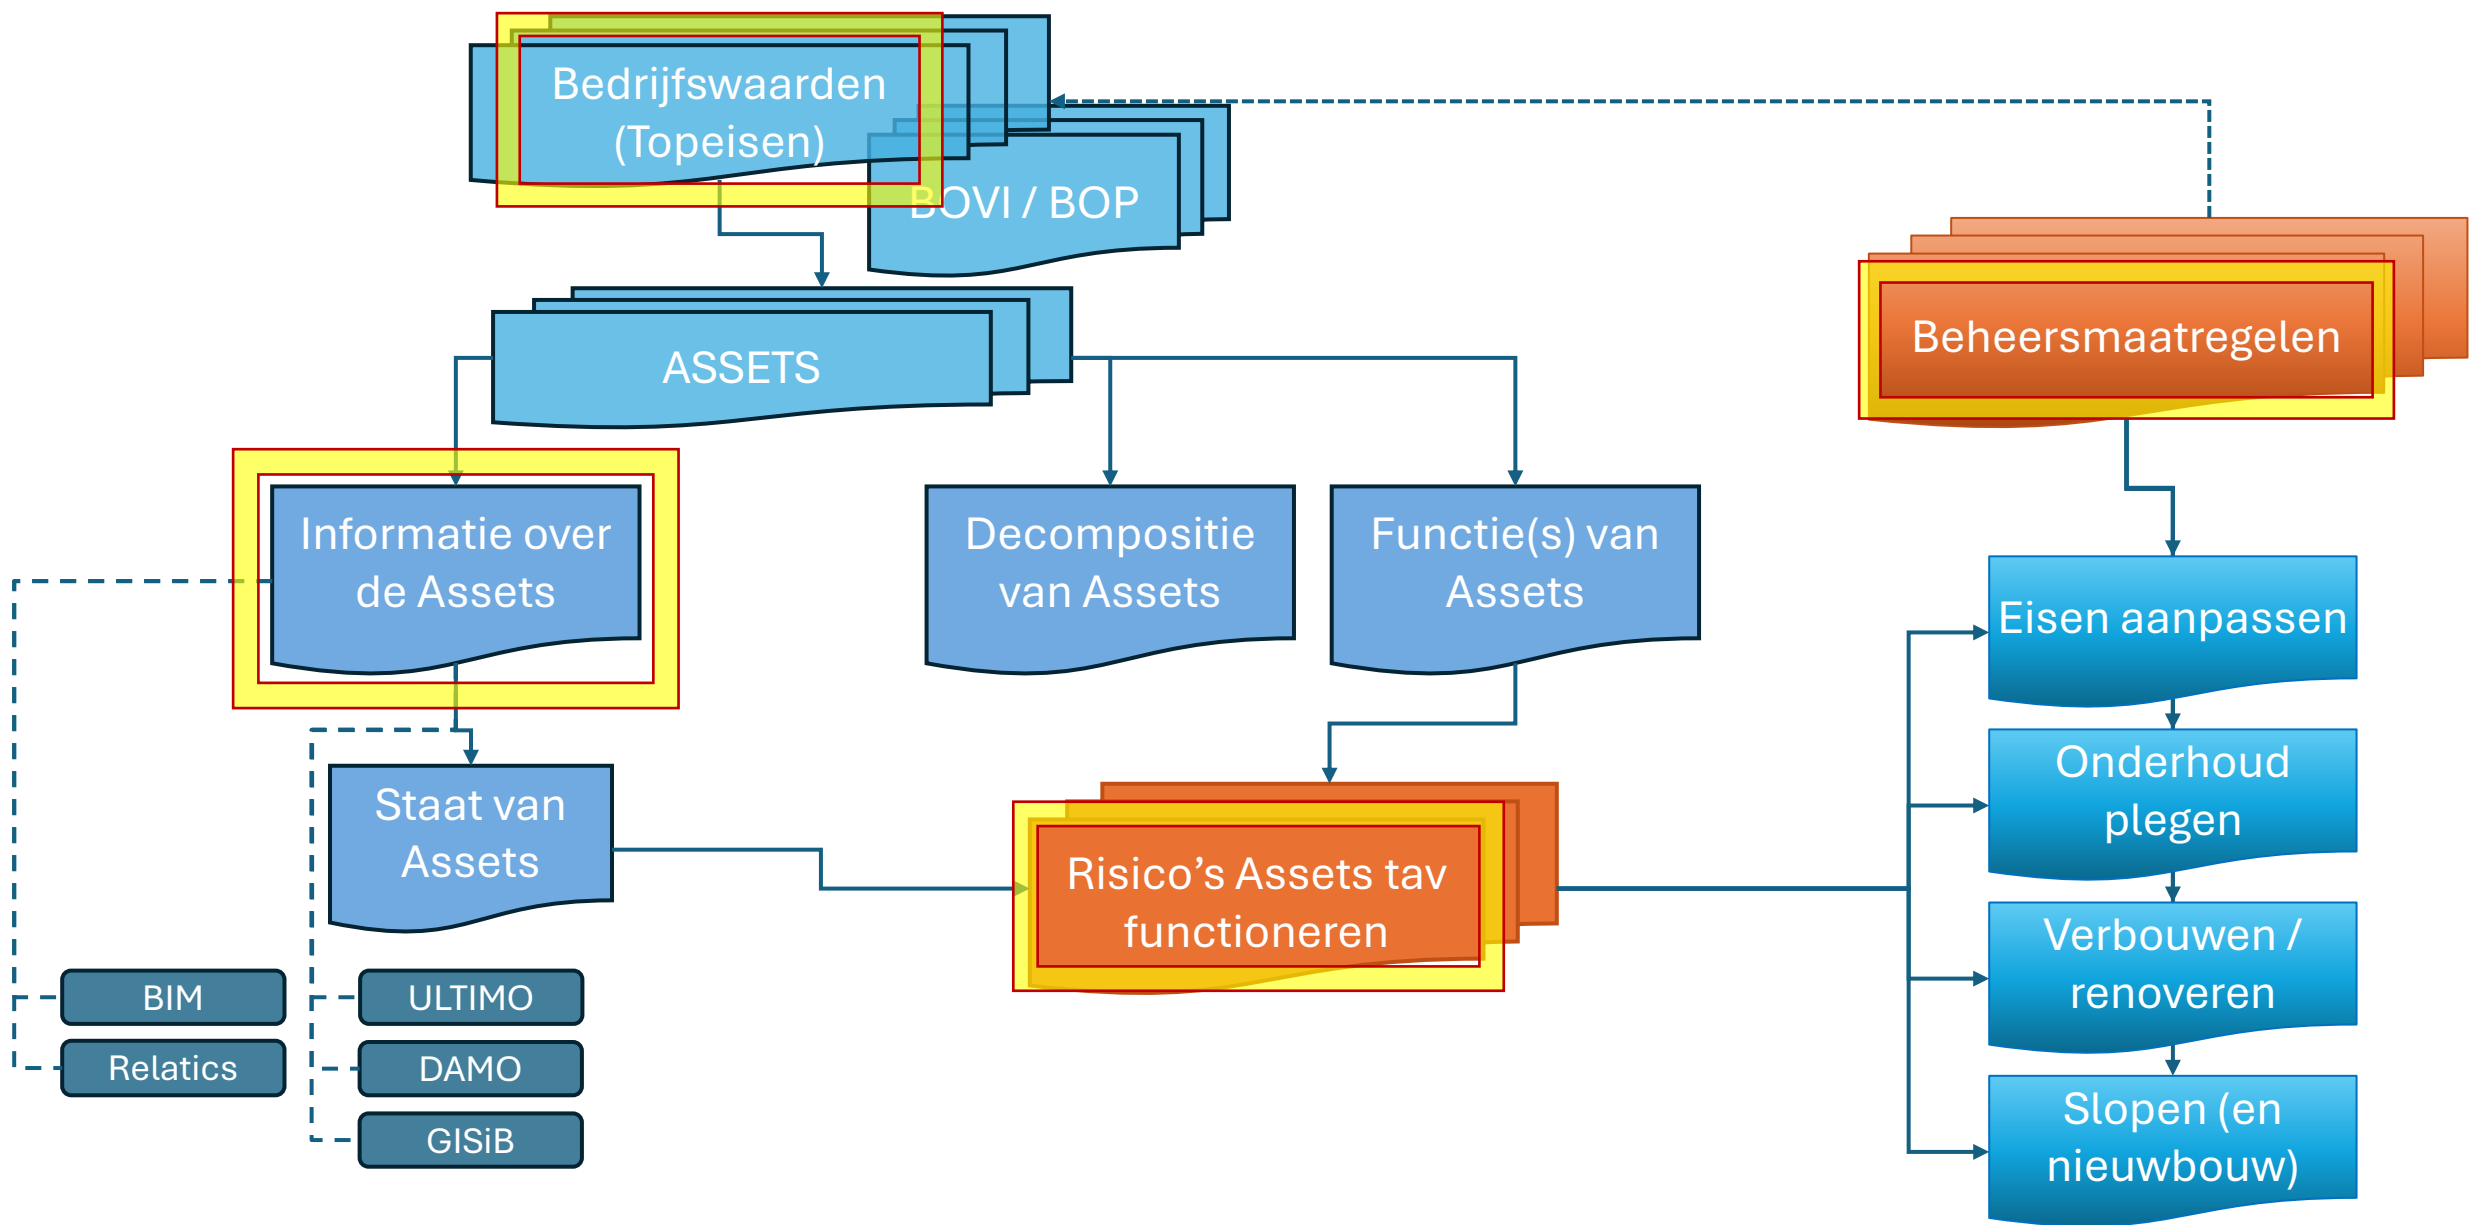 Bedrijfswaarden
(Topeisen)
BOVI / BOP
ASSETS
Beheersmaatregelen
Informatie over
de Assets
Decompositie
van Assets
Functie(s) van
Assets
Eisen aanpassen
Onderhoud
plegen
Staat van
Assets
Risico’s Assets tav
functioneren
Verbouwen /
renoveren
BIM
ULTIMO
Relatics
DAMO
GISiB
Slopen (en
nieuwbouw)